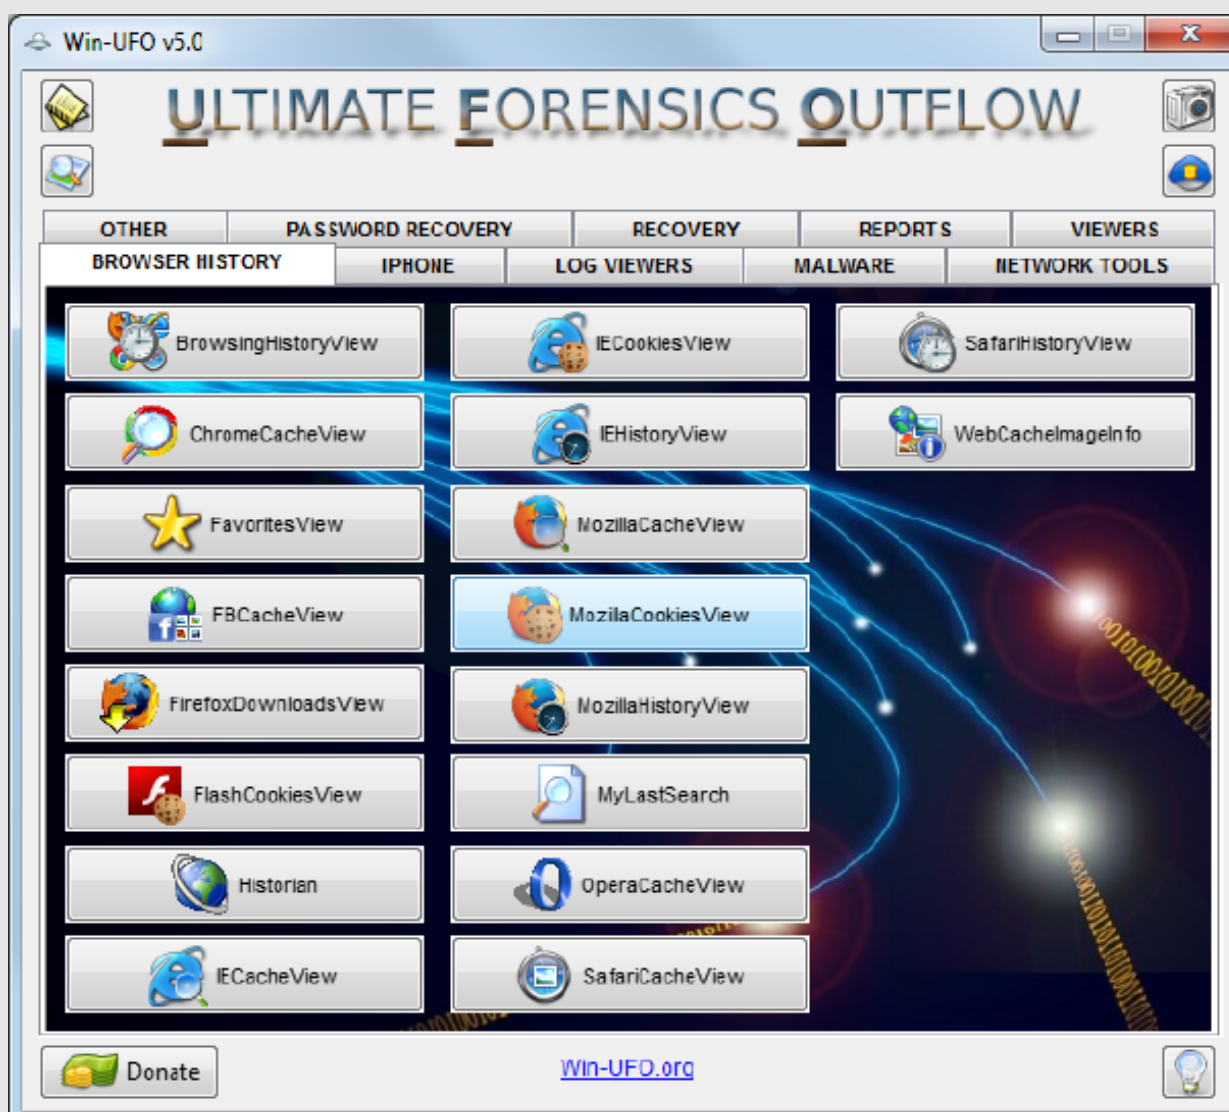 Win-UFO v5.0
ULTIMATE FORENSICS OUTFLOW
OTHER PASSWORD RECOVERY RECOVERY REPORTS VIEWERS
BROWSER HISTORY IPHONE LOG VIEWERS MALWARE NETWORK TOOLS
BrowsingHistoryView IECookiesView SafariHistoryView
ChromeCacheView IEHistoryView WebCacheImageInfo
FavoritesView MozillaCacheView
FBCacheView MozillaCookiesView
FirefoxDownloadsView MozillaHistoryView
FlashCookiesView MyLastSearch
Historian OperaCacheView
IECacheView SafariCacheView
Donate Win-UFO.org